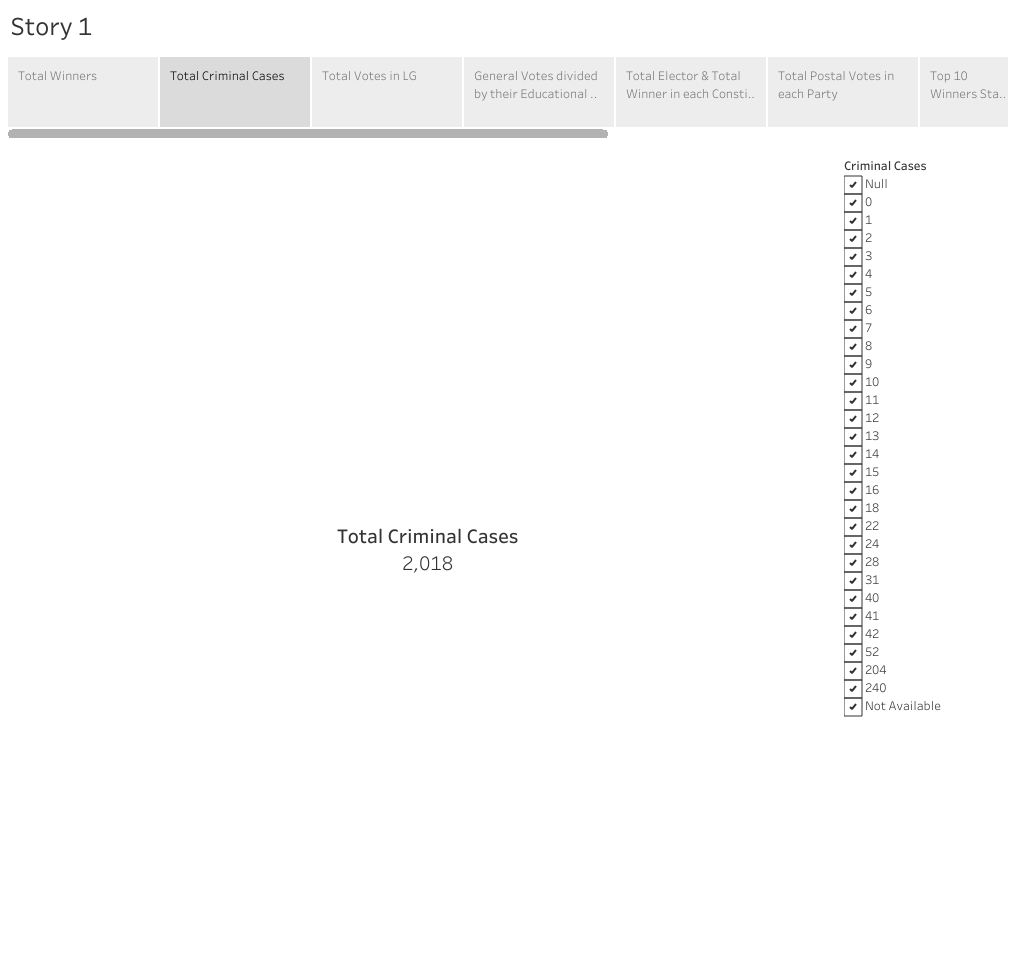 Story 1
Total Winners
Total Criminal Cases
Total Votes in LG
General Votes divided
by their Educational ..
Total Elector & Total
Winner in each Consti..
Total Postal Votes in
each Party
Top 10
Winners Sta..
Criminal Cases
Null
0
1
2
3
4
5
6
7
8
9
10
11
12
13
14
15
16
18
22
24
28
31
40
41
42
52
204
240
Not Available
Total Criminal Cases
2,018